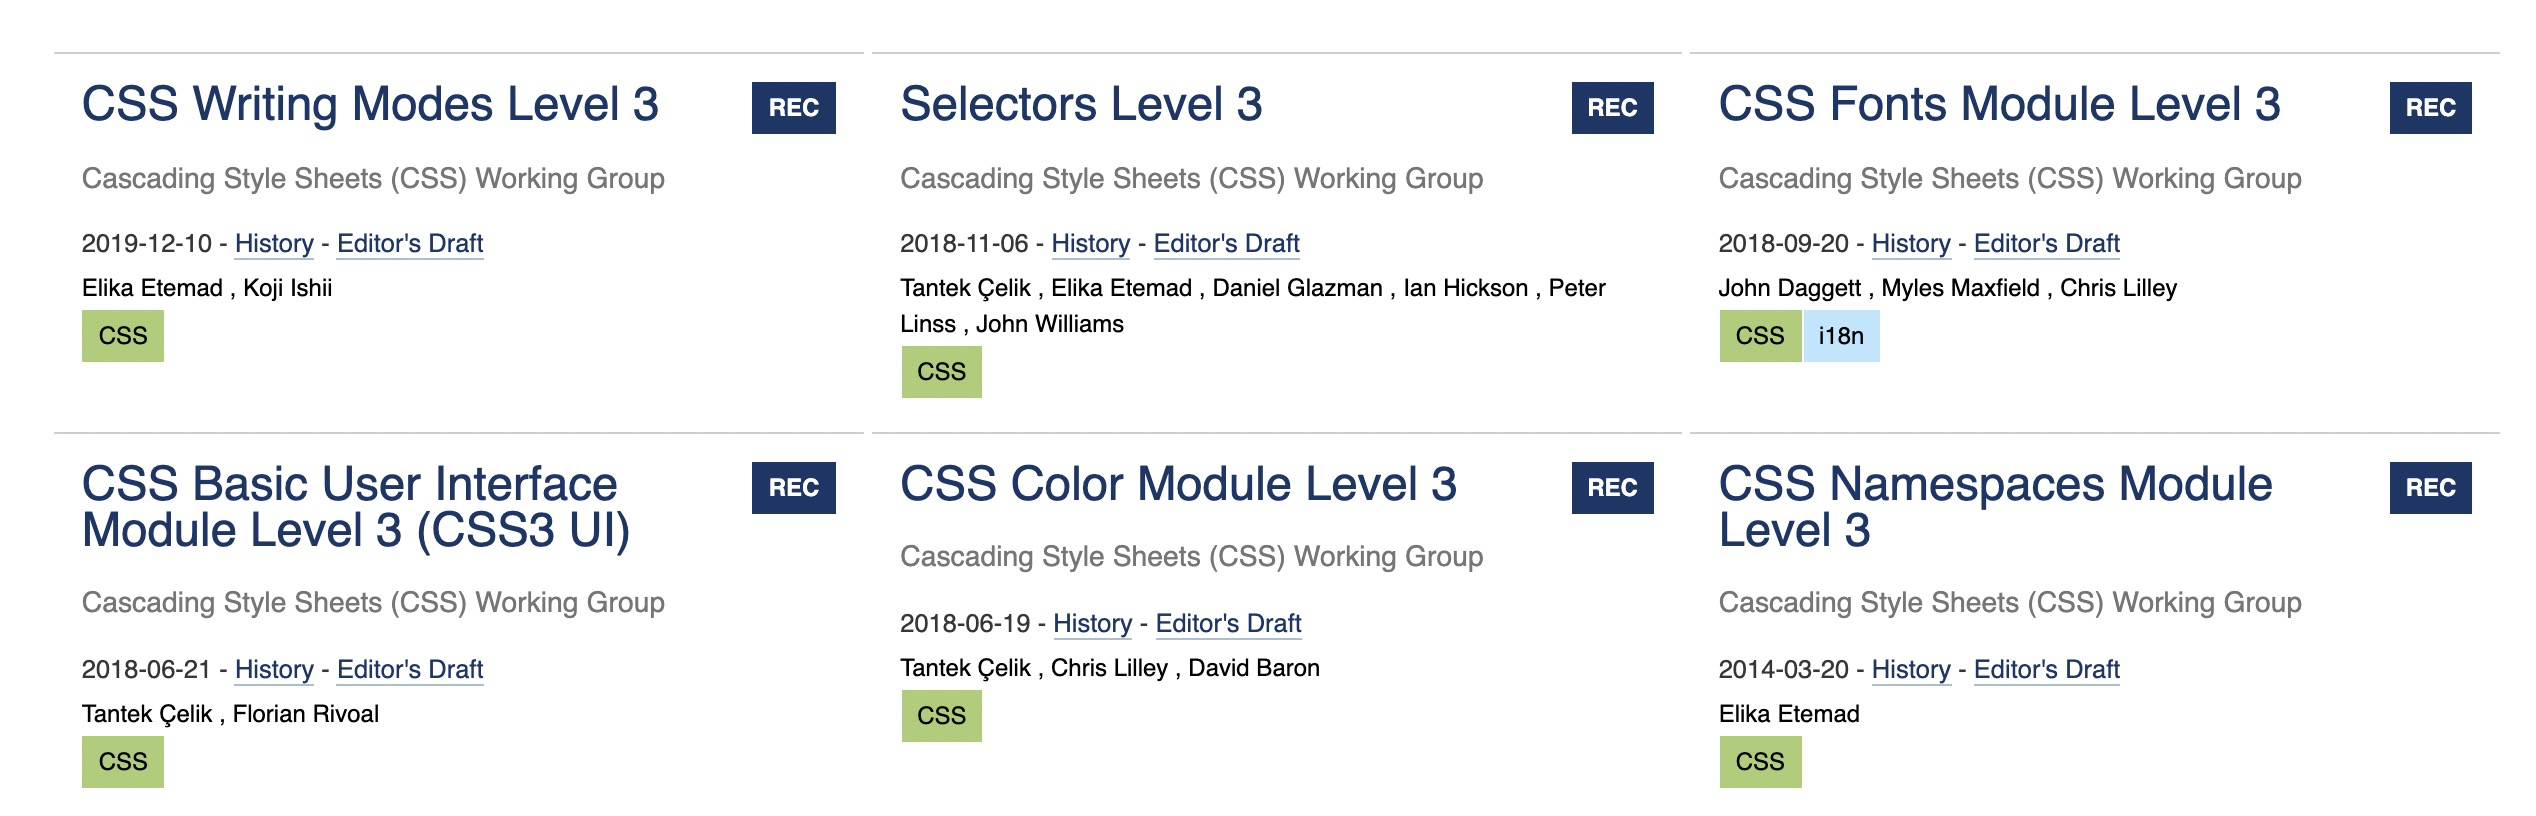 CSS Writing Modes Level 3
REC
Cascading Style Sheets (CSS) Working Group
2019-12-10 - History - Editor's Draft
Elika Etemad , Koji Ishii
CSS
Selectors Level 3
REC
Cascading Style Sheets (CSS) Working Group
2018-11-06 - History - Editor's Draft
Tantek Çelik , Elika Etemad , Daniel Glazman , Ian Hickson , Peter
Linss , John Williams
CSS
CSS Fonts Module Level 3
REC
Cascading Style Sheets (CSS) Working Group
2018-09-20 - History - Editor's Draft
John Daggett , Myles Maxfield , Chris Lilley
CSS i18n
CSS Basic User Interface
Module Level 3 (CSS3 UI)
REC
Cascading Style Sheets (CSS) Working Group
2018-06-21 - History - Editor's Draft
Tantek Çelik , Florian Rivoal
CSS
CSS Color Module Level 3
REC
Cascading Style Sheets (CSS) Working Group
2018-06-19 - History - Editor's Draft
Tantek Çelik , Chris Lilley , David Baron
CSS
CSS Namespaces Module
Level 3
REC
Cascading Style Sheets (CSS) Working Group
2014-03-20 - History - Editor's Draft
Elika Etemad
CSS